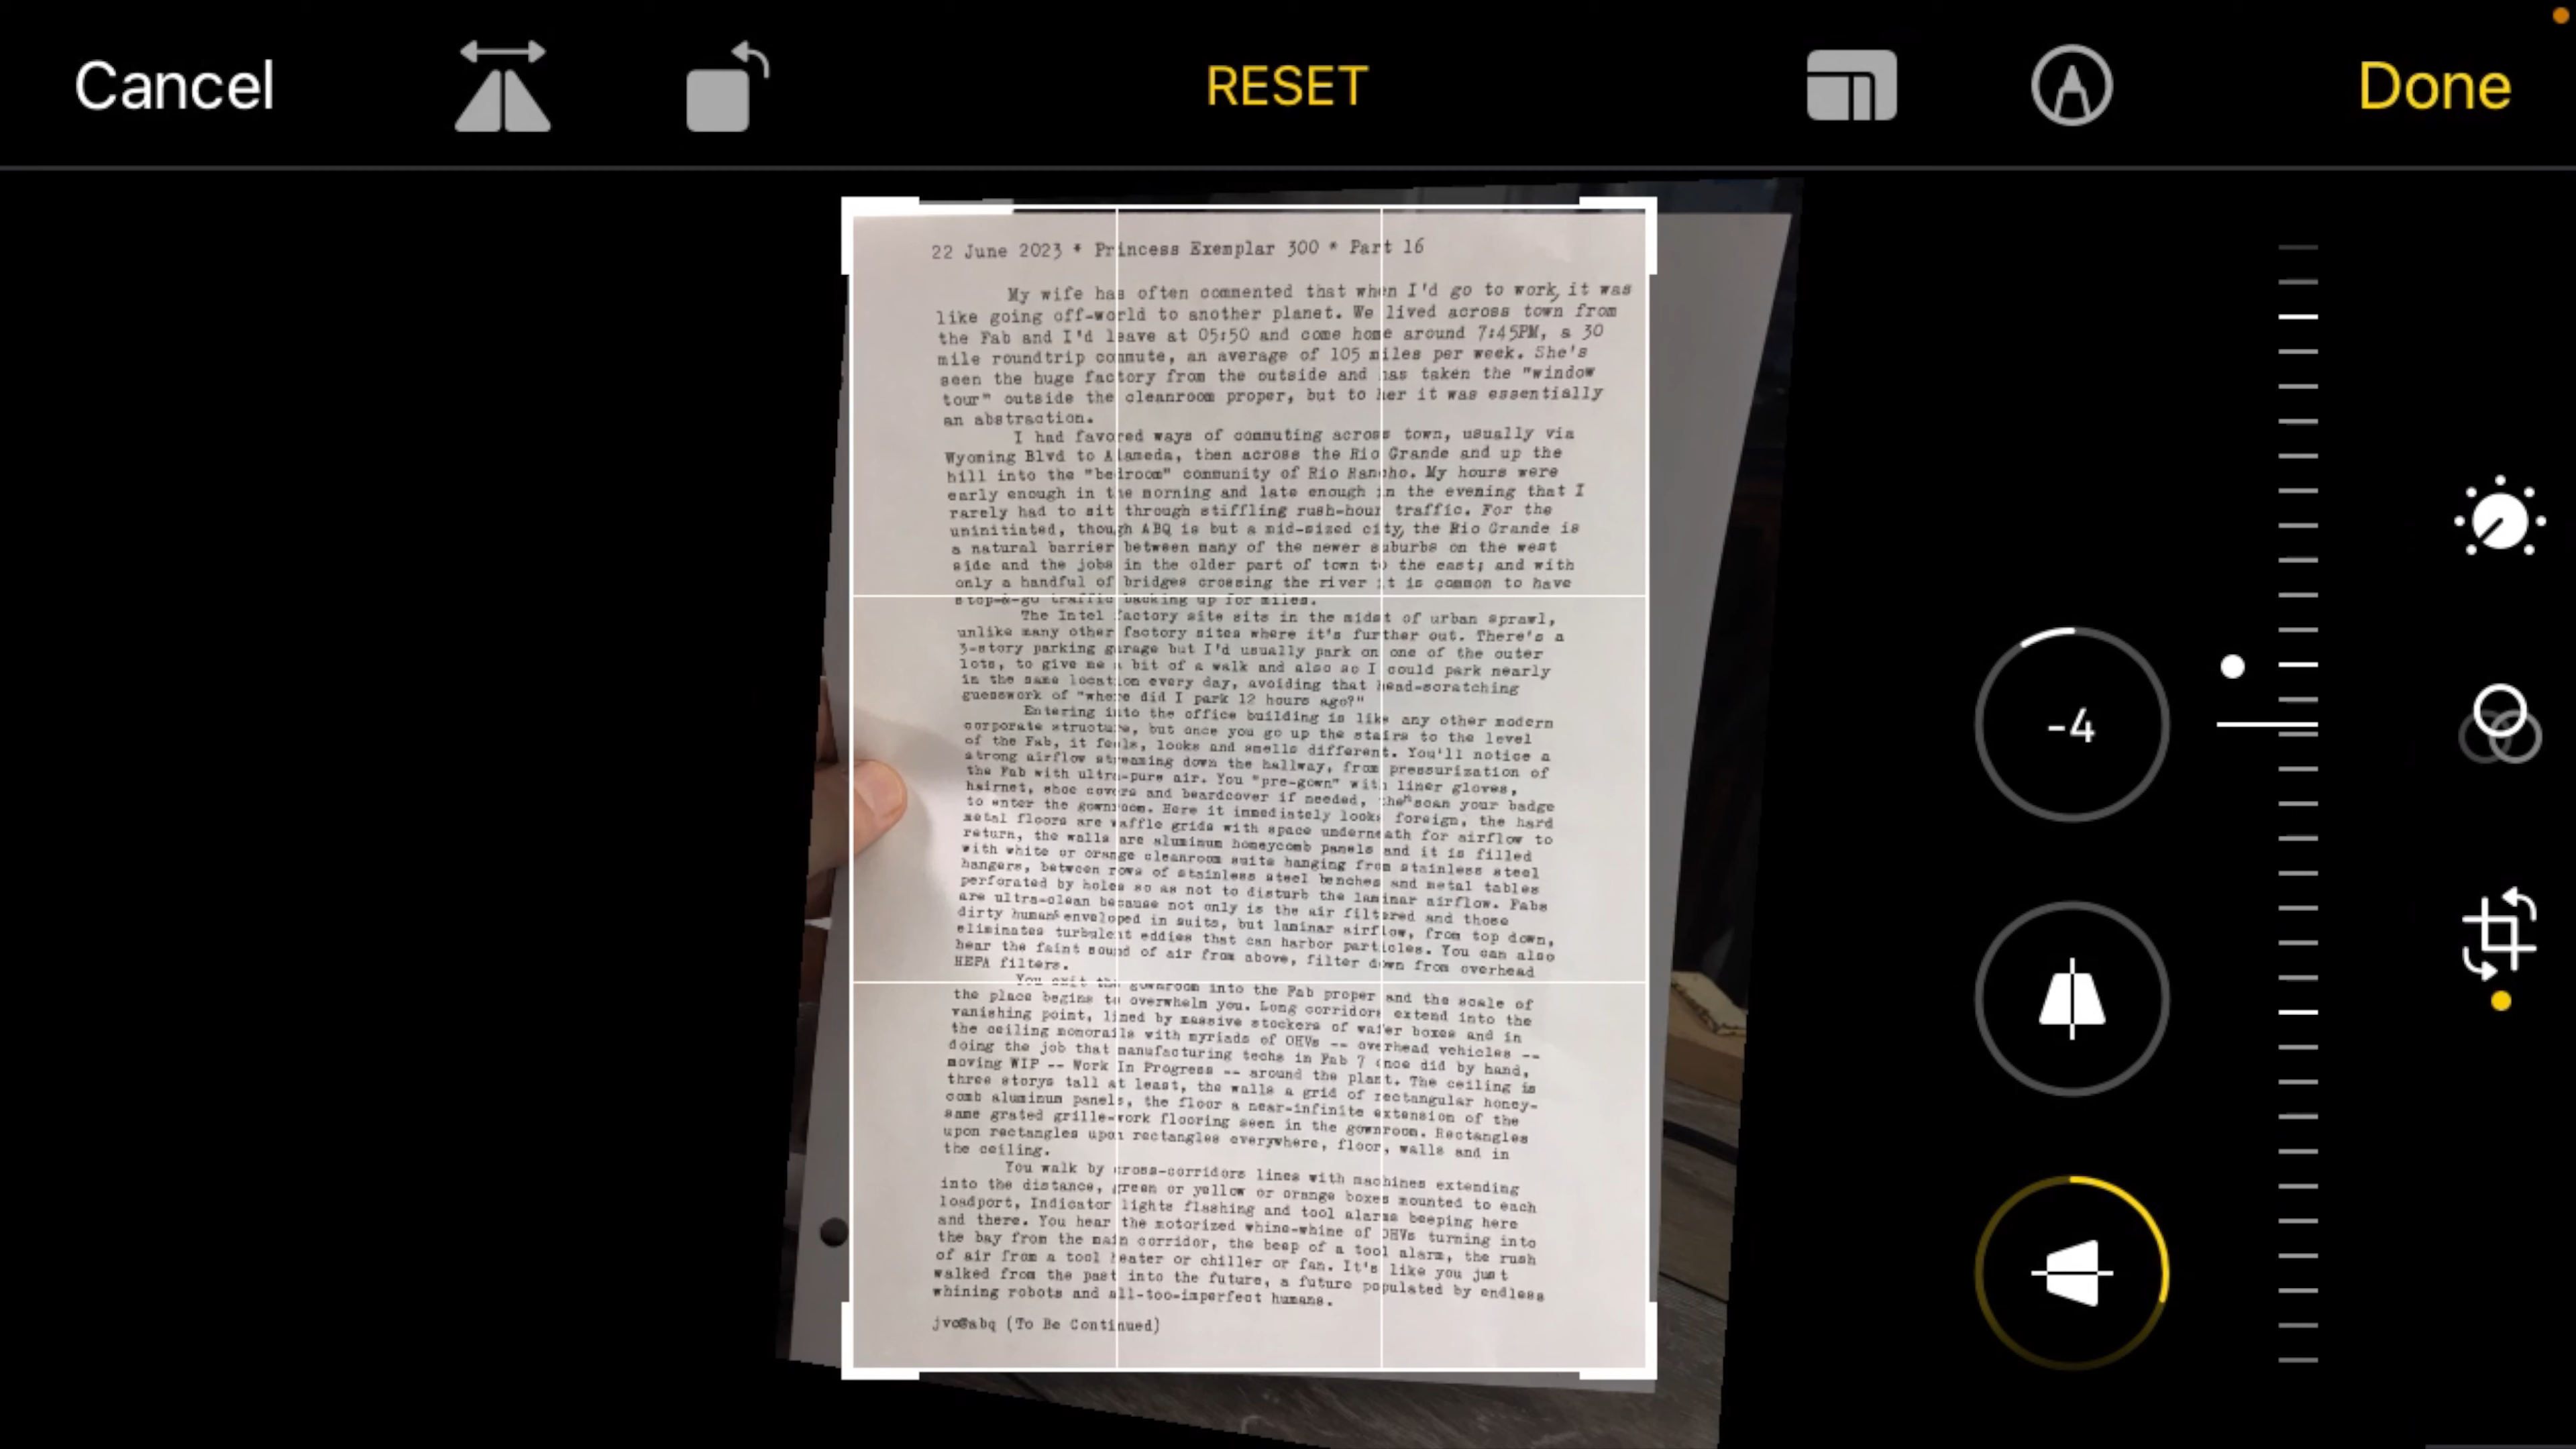 Cancel
RESET
Done
22 June 2023 * Princess Exemplar 300 * Part 16
My wife has often commented that when I'd go to work, it was
like going off-world to another planet. We lived across town from
the Fab and I'd leave at 05:50 and come home around 7:45PM, a 30
mile roundtrip commute, an average of 105 miles per week. She's
seen the huge factory from the outside and has taken the "window
tour" outside the cleanroom proper, but to her it was essentially
an abstraction.
I had favored ways of commuting across town, usually via
Wyoming Blvd to Alameda, then across the Rio Grande and up the
hill into the "bedroom" community of Rio Rancho. My hours were
early enough in the morning and late enough in the evening that I
rarely had to sit through stiffling rush-hour traffic. For the
uninitiated, though ABQ is but a mid-sized city, the Rio Grande is
a natural barrier between many of the newer suburbs on the west
side and the jobs in the older part of town to the east; and with
only a handful of bridges crossing the river it is common to have
stop-&-go traffic backing up for miles.
The Intel factory site sits in the midst of urban sprawl,
unlike many other factory sites where it's further out. There's a
3-story parking garage but I'd usually park on one of the outer
lots, to give me a bit of a walk and also so I could park nearly
in the same location every day, avoiding that head-scratching
guesswork of "where did I park 12 hours ago?"
Entering into the office building is like any other modern
corporate structure, but once you go up the stairs to the level
of the Fab, it feels, looks and smells different. You'll notice a
strong airflow streaming down the hallway, from pressurization of
the Fab with ultra-pure air. You "pre-gown" with liner gloves,
hairnet, shoe covers and beardcover if needed, then scan your badge
to enter the gownroom. Here it immediately looks foreign, the hard
metal floors are waffle grids with space underneath for airflow to
return, the walls are aluminum honeycomb panels and it is filled
with white or orange cleanroom suits hanging from stainless steel
hangers, between rows of stainless steel benches and metal tables
perforated by holes so as not to disturb the laminar airflow. Fabs
are ultra-clean because not only is the air filtered and those
dirty humans enveloped in suits, but laminar airflow, from top down,
eliminates turbulent eddies that can harbor particles. You can also
hear the faint sound of air from above, filter down from overhead
HEPA filters.
You exit the gownroom into the Fab proper and the scale of
the place begins to overwhelm you. Long corridors extend into the
vanishing point, lined by massive stockers of wafer boxes and in
the ceiling monorails with myriads of OHVs -- overhead vehicles --
doing the job that manufacturing techs in Fab 7 once did by hand,
moving WIP -- Work In Progress -- around the plant. The ceiling is
three storys tall at least, the walls a grid of rectangular honey-
comb aluminum panels, the floor a near-infinite extension of the
same grated grille-work flooring seen in the gownroom. Rectangles
upon rectangles upon rectangles everywhere, floor, walls and in
the ceiling.
You walk by cross-corridors lines with machines extending
into the distance, green or yellow or orange boxes mounted to each
loadport, Indicator lights flashing and tool alarms beeping here
and there. You hear the motorized whine-whine of OHVs turning into
the bay from the main corridor, the beep of a tool alarm, the rush
of air from a tool heater or chiller or fan. It's like you just
walked from the past into the future, a future populated by endless
whining robots and all-too-imperfect humans.
jvc@abq (To Be Continued)
-4